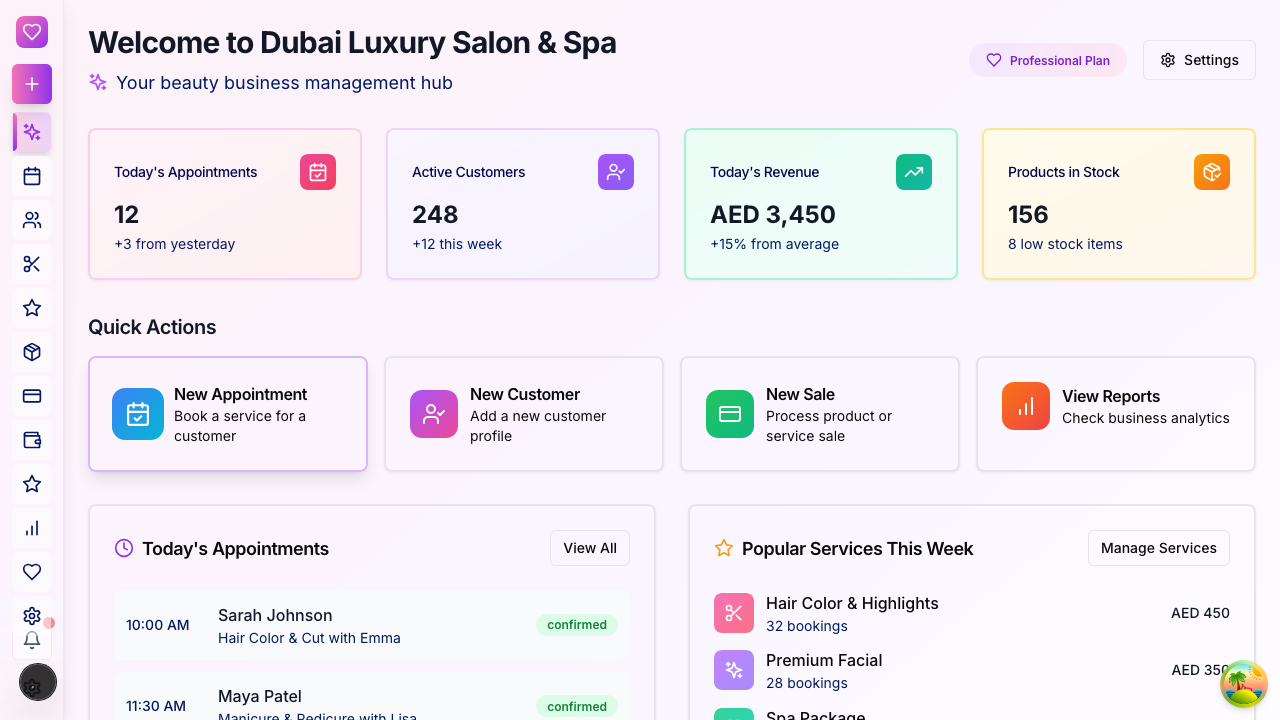 Welcome to Dubai Luxury Salon & Spa
Your beauty business management hub
Professional Plan
Settings
Today's Appointments
12
+3 from yesterday
Active Customers
248
+12 this week
Today's Revenue
AED 3,450
+15% from average
Products in Stock
156
8 low stock items
Quick Actions
New Appointment
Book a service for a
customer
New Customer
Add a new customer
profile
New Sale
Process product or
service sale
View Reports
Check business analytics
Today's Appointments
View All
10:00 AM
Sarah Johnson
Hair Color & Cut with Emma
confirmed
11:30 AM
Maya Patel
Manicure & Pedicure with Lisa
confirmed
Popular Services This Week
Manage Services
Hair Color & Highlights
32 bookings
AED 450
Premium Facial
28 bookings
AED 350
Spa Package